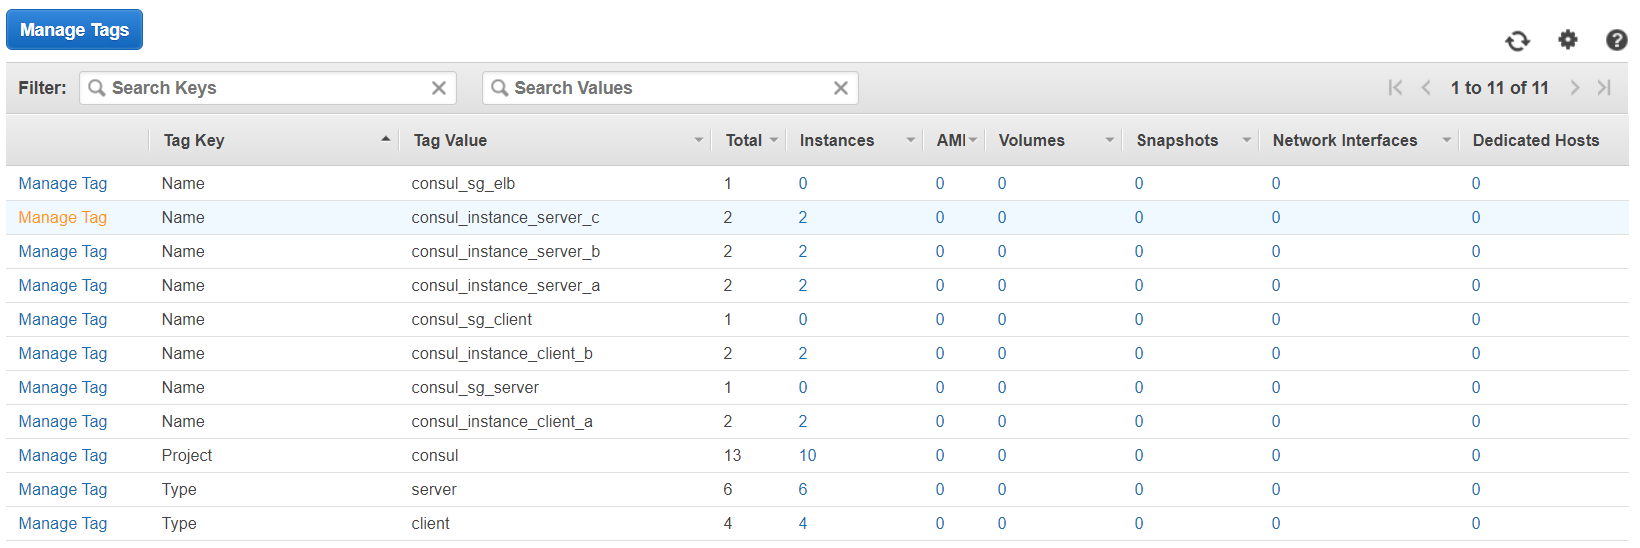 Manage Tags
Filter: Search Keys Search Values 1 to 11 of 11
Tag Key Tag Value Total Instances AMI Volumes Snapshots Network Interfaces Dedicated Hosts
Manage Tag Name consul_sg_elb 1 0 0 0 0 0 0
Manage Tag Name consul_instance_server_c 2 2 0 0 0 0 0
Manage Tag Name consul_instance_server_b 2 2 0 0 0 0 0
Manage Tag Name consul_instance_server_a 2 2 0 0 0 0 0
Manage Tag Name consul_sg_client 1 0 0 0 0 0 0
Manage Tag Name consul_instance_client_b 2 2 0 0 0 0 0
Manage Tag Name consul_sg_server 1 0 0 0 0 0 0
Manage Tag Name consul_instance_client_a 2 2 0 0 0 0 0
Manage Tag Project consul 13 10 0 0 0 0 0
Manage Tag Type server 6 6 0 0 0 0 0
Manage Tag Type client 4 4 0 0 0 0 0